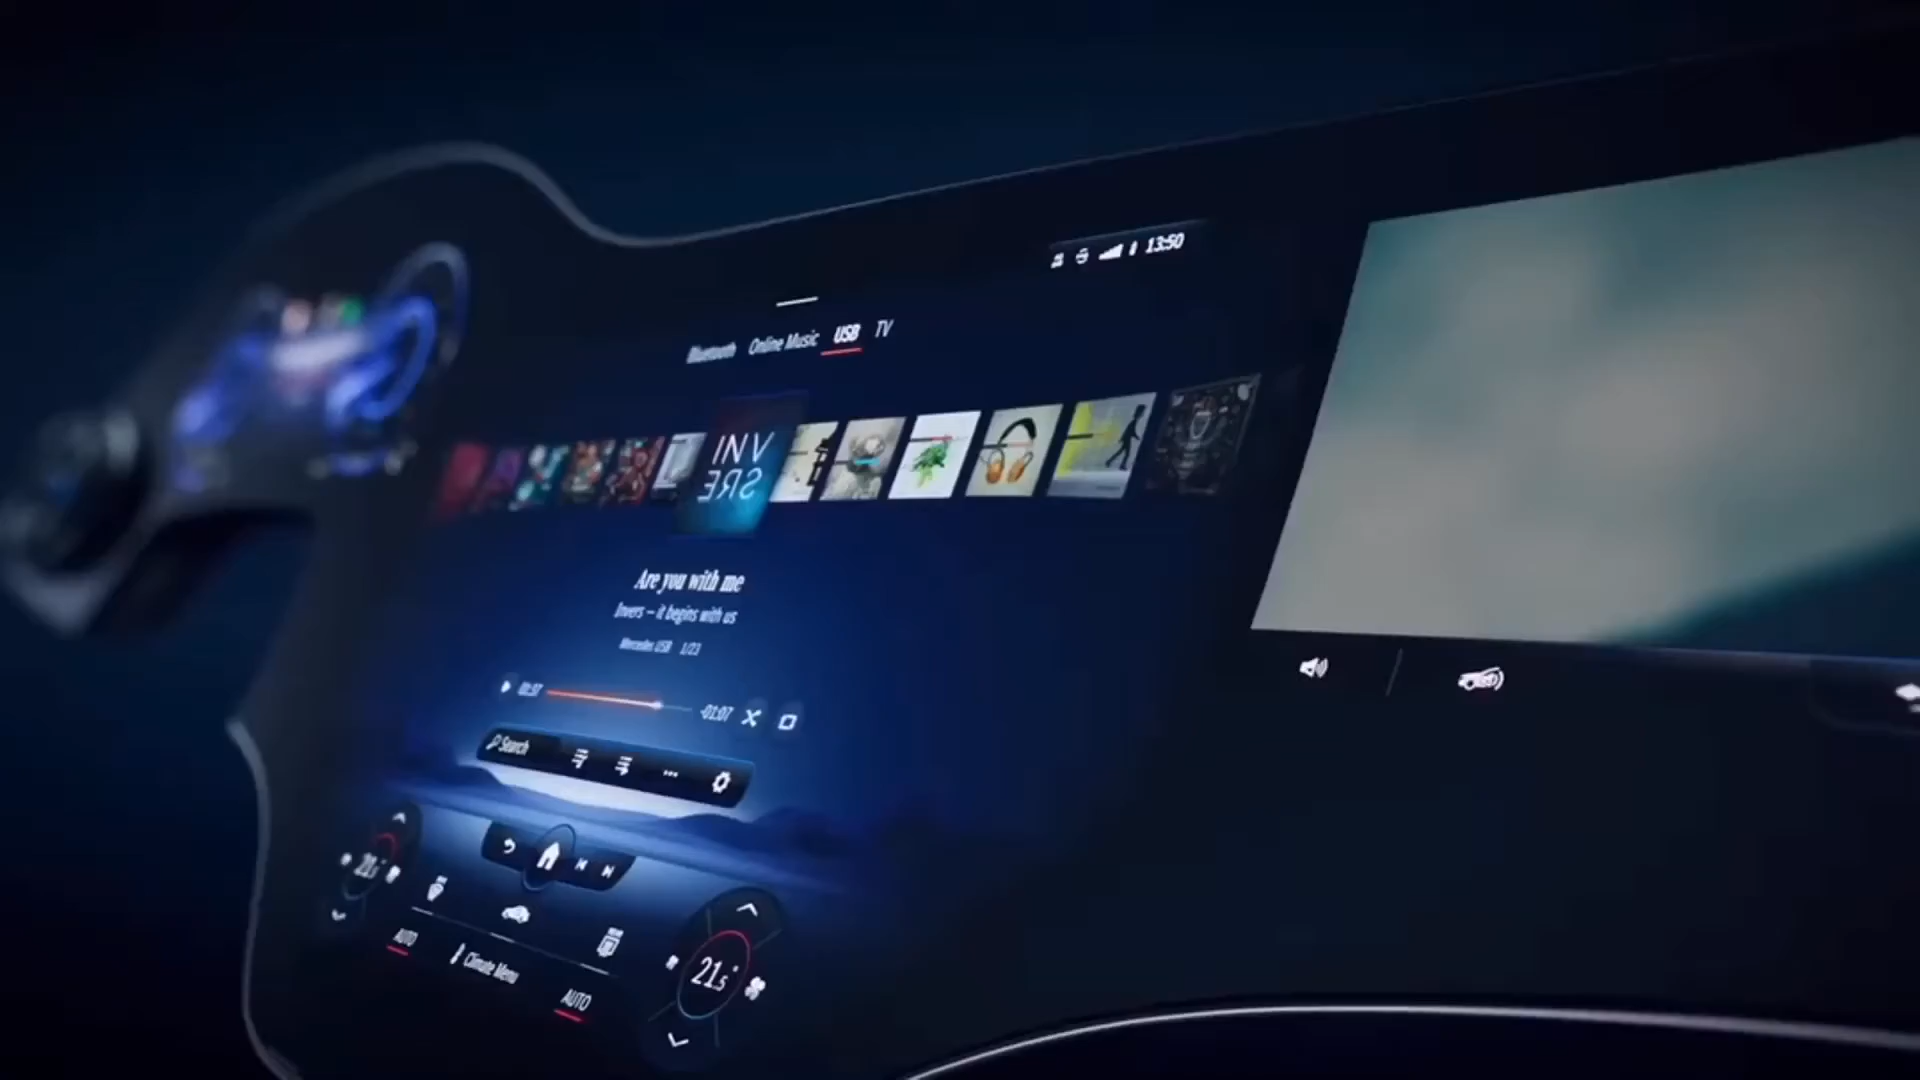 13:50
Bluetooth Online Music USB TV
INV
ERS
Are you with me
Invers – it begins with us
Mercedes USB 1/23
-01:07
Search
21.5
AUTO
Climate Menu
AUTO
21.5